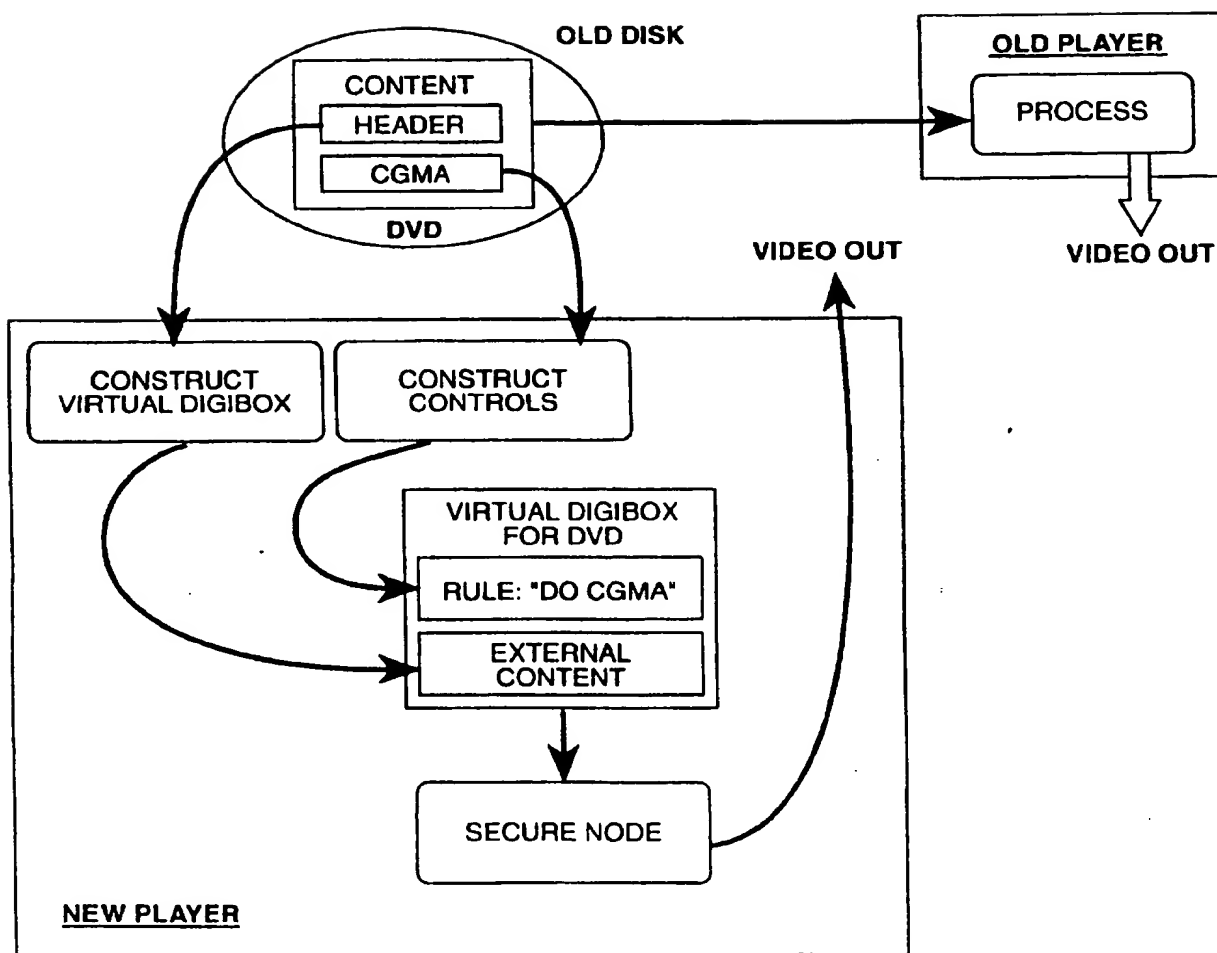 OLD DISK
CONTENT
HEADER
CGMA
DVD
OLD PLAYER
PROCESS
VIDEO OUT
VIDEO OUT
CONSTRUCT
VIRTUAL DIGIBOX
CONSTRUCT
CONTROLS
VIRTUAL DIGIBOX
FOR DVD
RULE: "DO CGMA"
EXTERNAL
CONTENT
SECURE NODE
NEW PLAYER